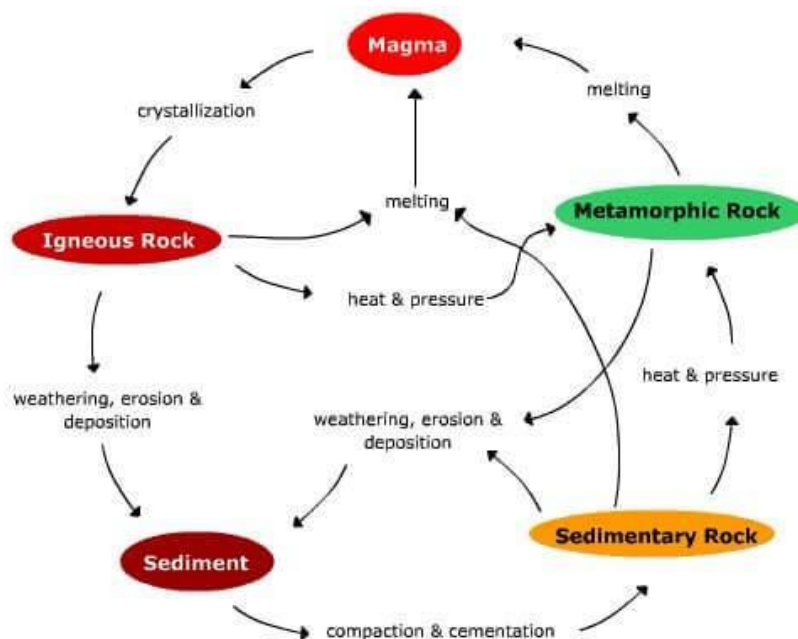 Magma
melting
crystallization
melting
Metamorphic Rock
Igneous Rock
heat & pressure
heat & pressure
weathering, erosion &
deposition
weathering, erosion &
deposition
Sedimentary Rock
Sediment
compaction & cementation